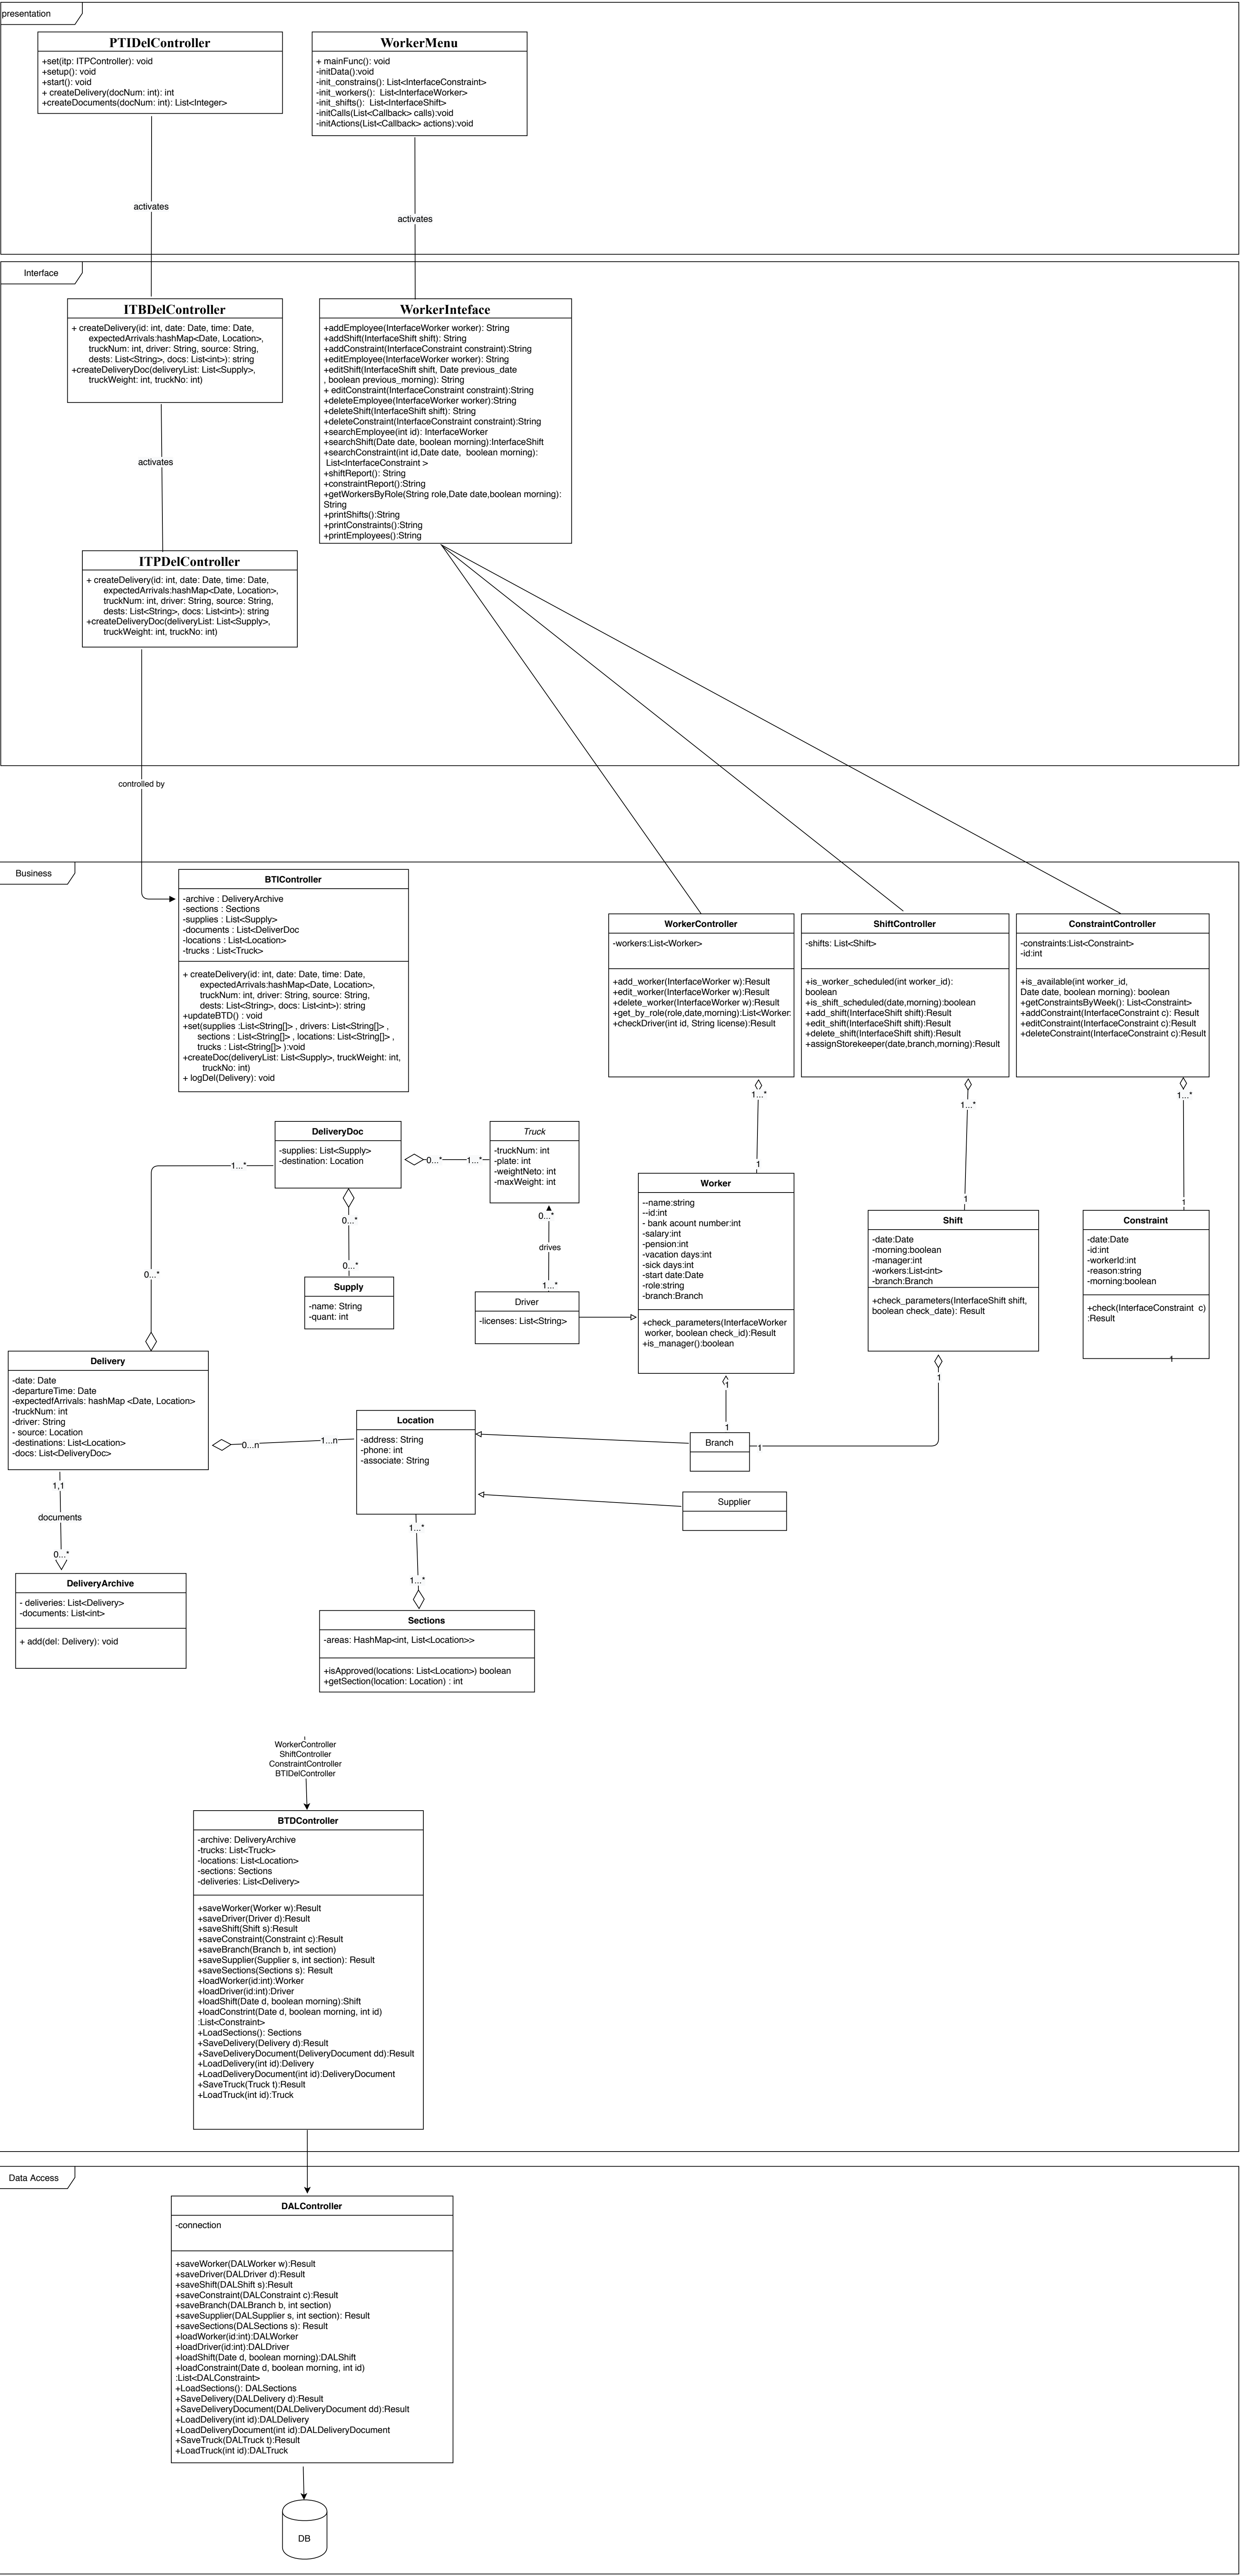 presentation
PTIDelController
+set(itp: ITPController): void
+setup(): void
+start(): void
+ createDelivery(docNum: int): int
+createDocuments(docNum: int): List<Integer>
WorkerMenu
+ mainFunc(): void
-initData():void
-init_constrains(): List<InterfaceConstraint>
-init_workers():  List<InterfaceWorker>
-init_shifts():  List<InterfaceShift>
-initCalls(List<Callback> calls):void
-initActions(List<Callback> actions):void
activates
activates
Interface
ITBDelController
+ createDelivery(id: int, date: Date, time: Date,
expectedArrivals:hashMap<Date, Location>,
truckNum: int, driver: String, source: String,
dests: List<String>, docs: List<int>): string
+createDeliveryDoc(deliveryList: List<Supply>,
truckWeight: int, truckNo: int)
WorkerInteface
+addEmployee(InterfaceWorker worker): String
+addShift(InterfaceShift shift): String
+addConstraint(InterfaceConstraint constraint):String
+editEmployee(InterfaceWorker worker): String
+editShift(InterfaceShift shift, Date previous_date
, boolean previous_morning): String
+ editConstraint(InterfaceConstraint constraint):String
+deleteEmployee(InterfaceWorker worker):String
+deleteShift(InterfaceShift shift): String
+deleteConstraint(InterfaceConstraint constraint):String
+searchEmployee(int id): InterfaceWorker
+searchShift(Date date, boolean morning):InterfaceShift
+searchConstraint(int id,Date date,  boolean morning):
List<InterfaceConstraint >
+shiftReport(): String
+constraintReport():String
+getWorkersByRole(String role,Date date,boolean morning):
String
+printShifts():String
+printConstraints():String
+printEmployees():String
activates
ITPDelController
+ createDelivery(id: int, date: Date, time: Date,
expectedArrivals:hashMap<Date, Location>,
truckNum: int, driver: String, source: String,
dests: List<String>, docs: List<int>): string
+createDeliveryDoc(deliveryList: List<Supply>,
truckWeight: int, truckNo: int)
controlled by
Business
BTIController
-archive : DeliveryArchive
-sections : Sections
-supplies : List<Supply>
-documents : List<DeliverDoc
-locations : List<Location>
-trucks : List<Truck>
+ createDelivery(id: int, date: Date, time: Date,
expectedArrivals:hashMap<Date, Location>,
truckNum: int, driver: String, source: String,
dests: List<String>, docs: List<int>): string
+updateBTD() : void
+set(supplies :List<String[]> , drivers: List<String[]> ,
sections : List<String[]> , locations: List<String[]> ,
trucks : List<String[]> ):void
+createDoc(deliveryList: List<Supply>, truckWeight: int,
truckNo: int)
+ logDel(Delivery): void
WorkerController
-workers:List<Worker>
+add_worker(InterfaceWorker w):Result
+edit_worker(InterfaceWorker w):Result
+delete_worker(InterfaceWorker w):Result
+get_by_role(role,date,morning):List<Worker:
+checkDriver(int id, String license):Result
ShiftController
-shifts: List<Shift>
+is_worker_scheduled(int worker_id):
boolean
+is_shift_scheduled(date,morning):boolean
+add_shift(InterfaceShift shift):Result
+edit_shift(InterfaceShift shift):Result
+delete_shift(InterfaceShift shift):Result
+assignStorekeeper(date,branch,morning):Result
ConstraintController
-constraints:List<Constraint>
-id:int
+is_available(int worker_id,
Date date, boolean morning): boolean
+getConstraintsByWeek(): List<Constraint>
+addConstraint(InterfaceConstraint c): Result
+editConstraint(InterfaceConstraint c):Result
+deleteConstraint(InterfaceConstraint c):Result
1...*
1...*
1...*
1
1
1
DeliveryDoc
-supplies: List<Supply>
-destination: Location
0...*
1...*
Truck
-truckNum: int
-plate: int
-weightNeto: int
-maxWeight: int
1...*
0...*
0...*
0...*
0...*
drives
1...*
Supply
-name: String
-quant: int
Driver
-licenses: List<String>
Worker
--name:string
--id:int
- bank acount number:int
-salary:int
-pension:int
-vacation days:int
-sick days:int
-start date:Date
-role:string
-branch:Branch
+check_parameters(InterfaceWorker
worker, boolean check_id):Result
+is_manager():boolean
Shift
-date:Date
-morning:boolean
-manager:int
-workers:List<int>
-branch:Branch
+check_parameters(InterfaceShift shift,
boolean check_date): Result
Constraint
-date:Date
-id:int
-workerId:int
-reason:string
-morning:boolean
+check(InterfaceConstraint  c)
:Result
1
1
1
1
1
Delivery
-date: Date
-departureTime: Date
-expectedfArrivals: hashMap <Date, Location>
-truckNum: int
-driver: String
- source: Location
-destinations: List<Location>
-docs: List<DeliveryDoc>
0...n
1...n
Location
-address: String
-phone: int
-associate: String
Branch
Supplier
1,1
documents
0...*
1...*
1...*
DeliveryArchive
- deliveries: List<Delivery>
-documents: List<int>
+ add(del: Delivery): void
Sections
-areas: HashMap<int, List<Location>>
+isApproved(locations: List<Location>) boolean
+getSection(location: Location) : int
WorkerController
ShiftController
ConstraintController
BTIDelController
BTDController
-archive: DeliveryArchive
-trucks: List<Truck>
-locations: List<Location>
-sections: Sections
-deliveries: List<Delivery>
+saveWorker(Worker w):Result
+saveDriver(Driver d):Result
+saveShift(Shift s):Result
+saveConstraint(Constraint c):Result
+saveBranch(Branch b, int section)
+saveSupplier(Supplier s, int section): Result
+saveSections(Sections s): Result
+loadWorker(id:int):Worker
+loadDriver(id:int):Driver
+loadShift(Date d, boolean morning):Shift
+loadConstrint(Date d, boolean morning, int id)
:List<Constraint>
+LoadSections(): Sections
+SaveDelivery(Delivery d):Result
+SaveDeliveryDocument(DeliveryDocument dd):Result
+LoadDelivery(int id):Delivery
+LoadDeliveryDocument(int id):DeliveryDocument
+SaveTruck(Truck t):Result
+LoadTruck(int id):Truck
Data Access
DALController
-connection
+saveWorker(DALWorker w):Result
+saveDriver(DALDriver d):Result
+saveShift(DALShift s):Result
+saveConstraint(DALConstraint c):Result
+saveBranch(DALBranch b, int section)
+saveSupplier(DALSupplier s, int section): Result
+saveSections(DALSections s): Result
+loadWorker(id:int):DALWorker
+loadDriver(id:int):DALDriver
+loadShift(Date d, boolean morning):DALShift
+loadConstraint(Date d, boolean morning, int id)
:List<DALConstraint>
+LoadSections(): DALSections
+SaveDelivery(DALDelivery d):Result
+SaveDeliveryDocument(DALDeliveryDocument dd):Result
+LoadDelivery(int id):DALDelivery
+LoadDeliveryDocument(int id):DALDeliveryDocument
+SaveTruck(DALTruck t):Result
+LoadTruck(int id):DALTruck
DB